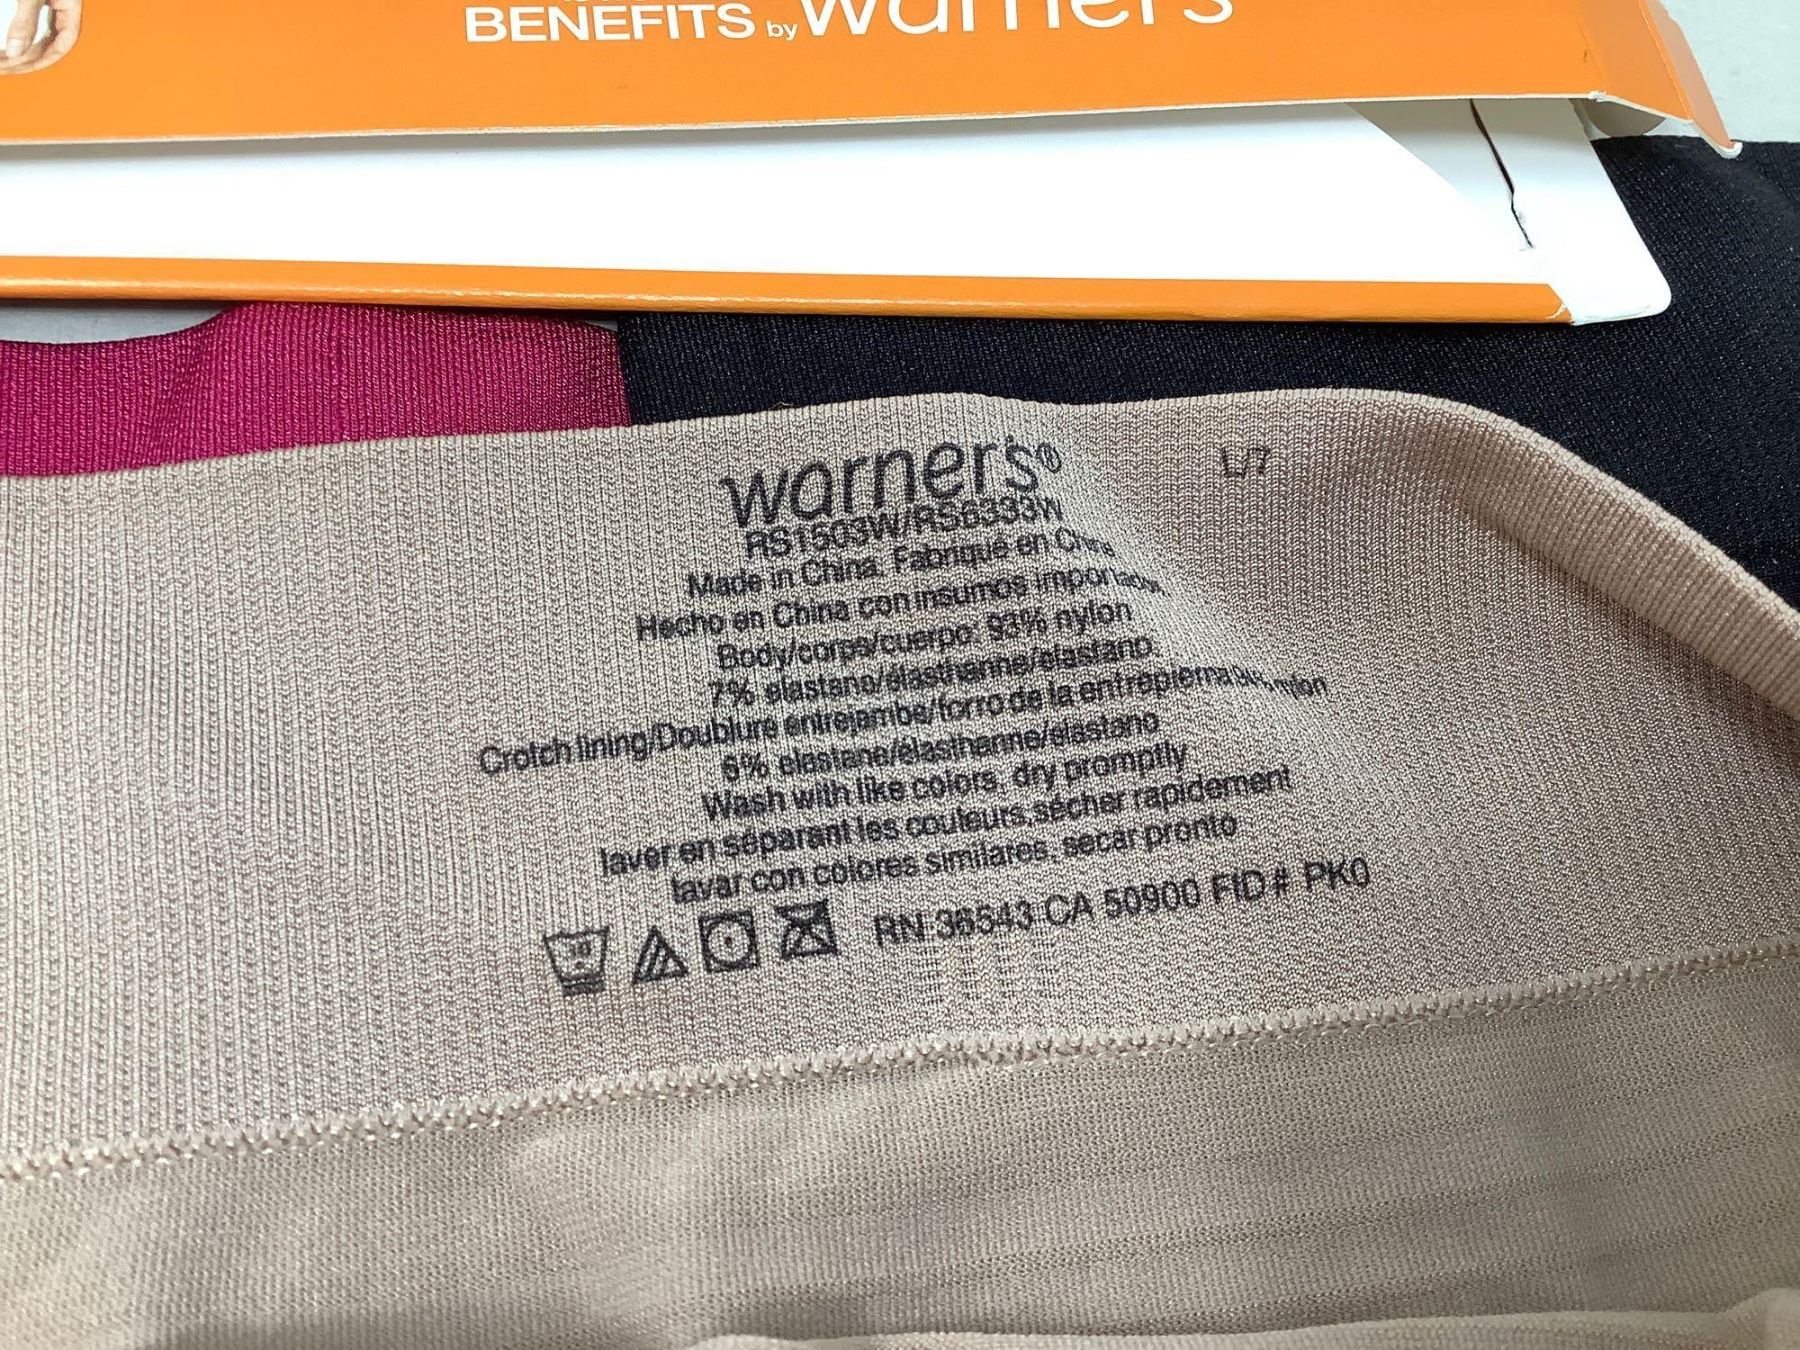 BENEFITS by warner's
warner's® L/7
RS1503W/RS6333W
Made in China. Fabriqué en Chine
Hecho en China con insumos importados.
Body/corps/cuerpo: 93% nylon
7% elastane/élasthanne/elastano
Crotch lining/Doublure entrejambe/forro de la entrepierna 94% nylon
6% elastane/élasthanne/elastano
Wash with like colors, dry promptly
laver en séparant les couleurs, sécher rapidement
lavar con colores similares, secar pronto
RN 36543 CA 50900 FID# PK0